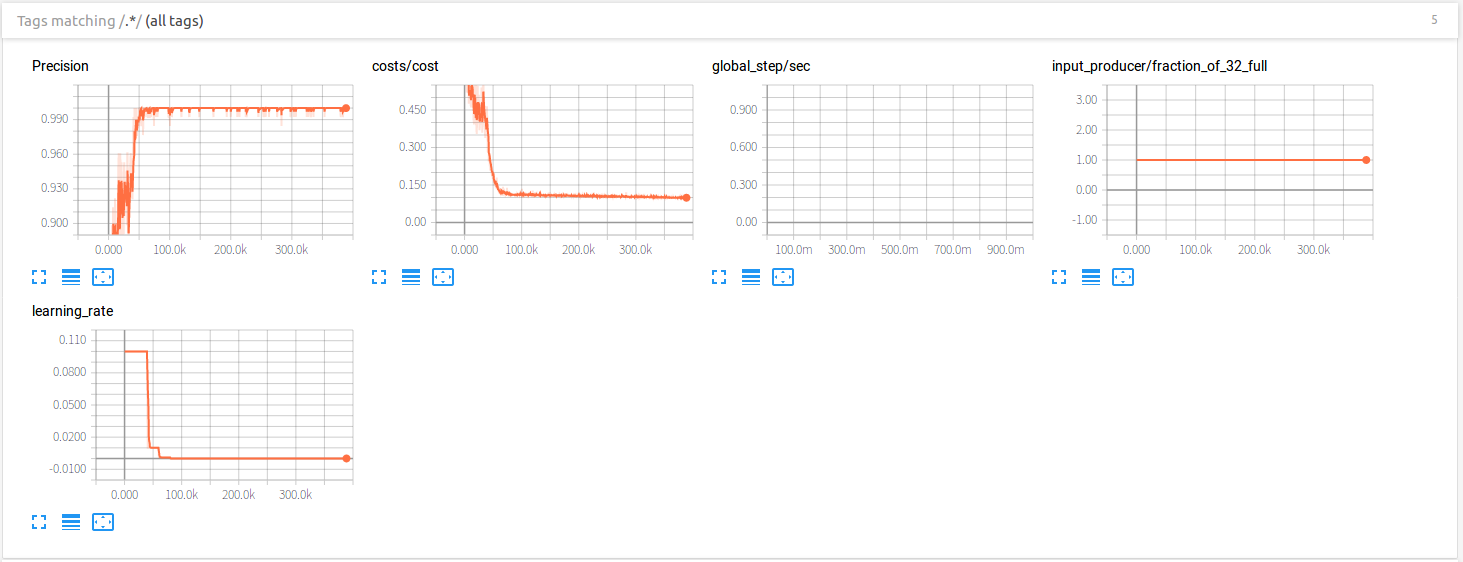 Tags matching /.*/ (all tags)
5
Precision
0.990
0.960
0.930
0.900
0.000 100.0k 200.0k 300.0k
costs/cost
0.450
0.300
0.150
0.00
0.000 100.0k 200.0k 300.0k
global_step/sec
0.900
0.600
0.300
0.00
100.0m 300.0m 500.0m 700.0m 900.0m
input_producer/fraction_of_32_full
3.00
2.00
1.00
0.00
-1.00
0.000 100.0k 200.0k 300.0k
learning_rate
0.110
0.0800
0.0500
0.0200
-0.0100
0.000 100.0k 200.0k 300.0k